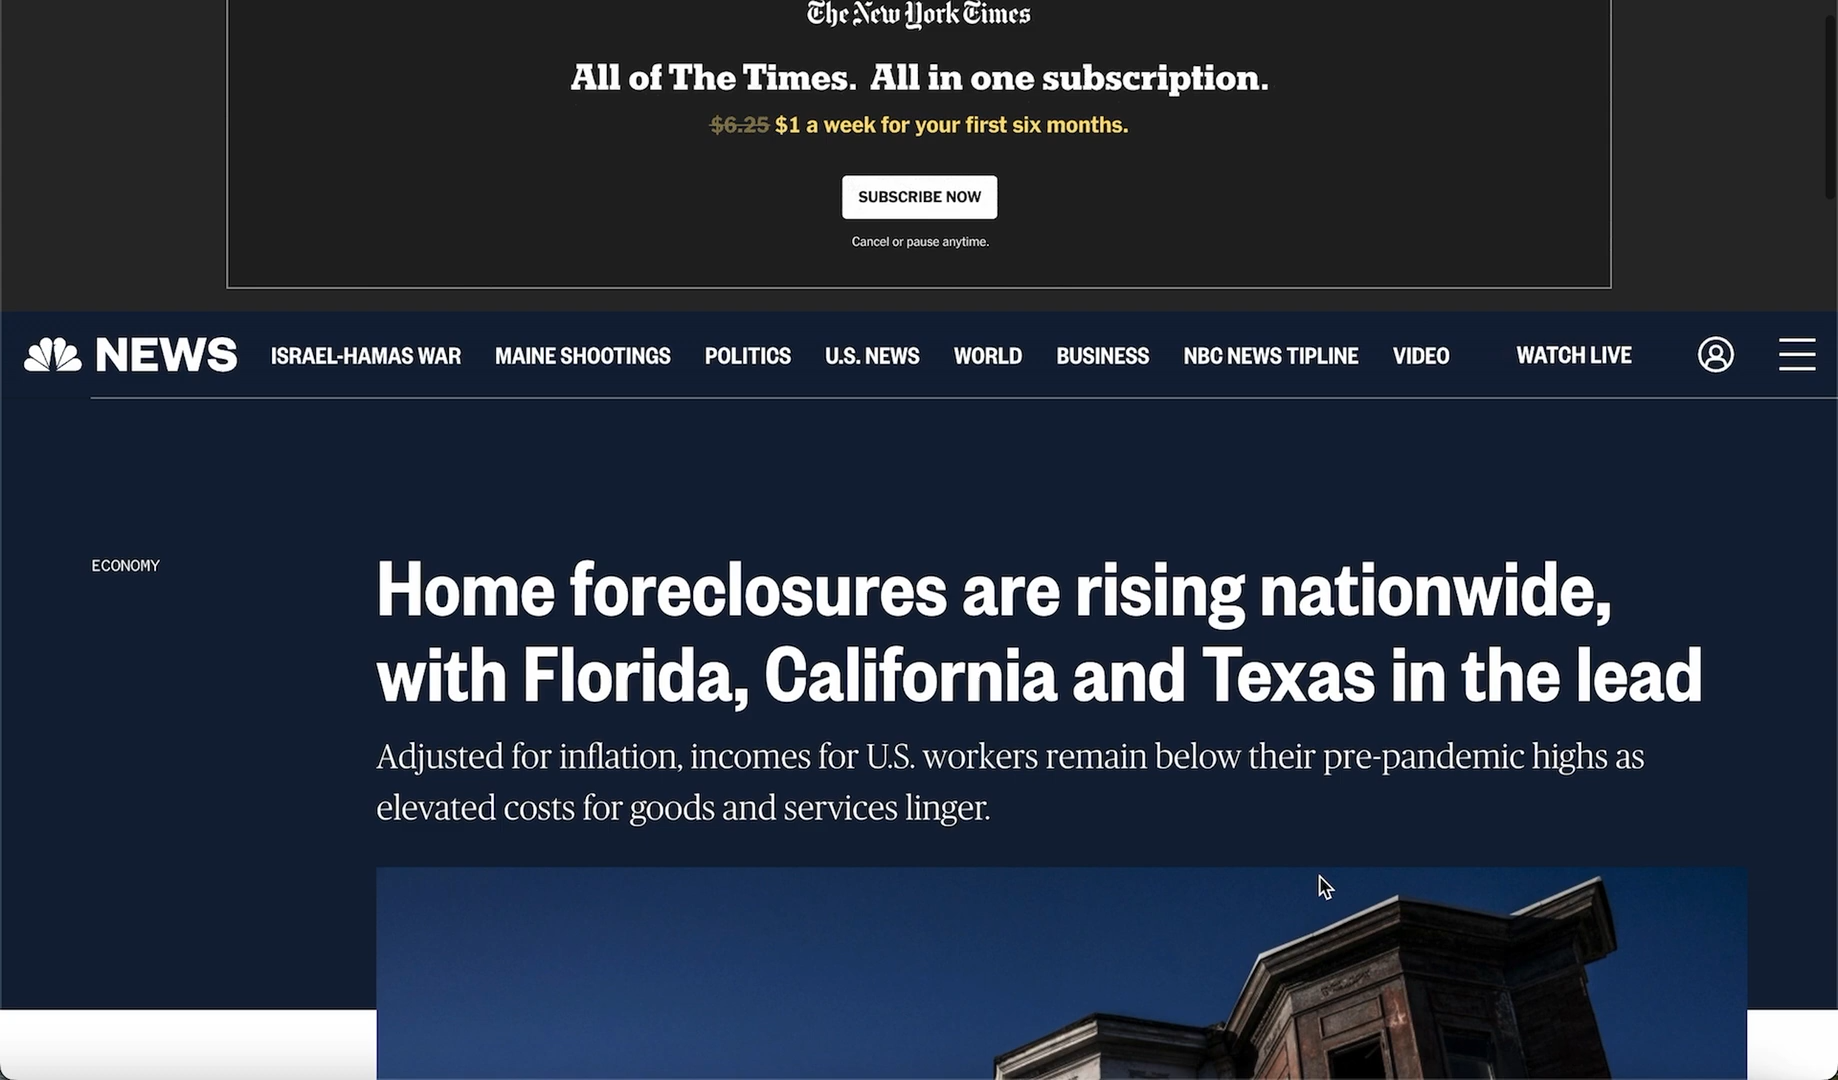 The New York Times
All of The Times. All in one subscription.
$6.25 $1 a week for your first six months.
SUBSCRIBE NOW
Cancel or pause anytime.
NEWS ISRAEL-HAMAS WAR MAINE SHOOTINGS POLITICS U.S. NEWS WORLD BUSINESS NBC NEWS TIPLINE VIDEO WATCH LIVE
ECONOMY
Home foreclosures are rising nationwide,
with Florida, California and Texas in the lead
Adjusted for inflation, incomes for U.S. workers remain below their pre-pandemic highs as
elevated costs for goods and services linger.